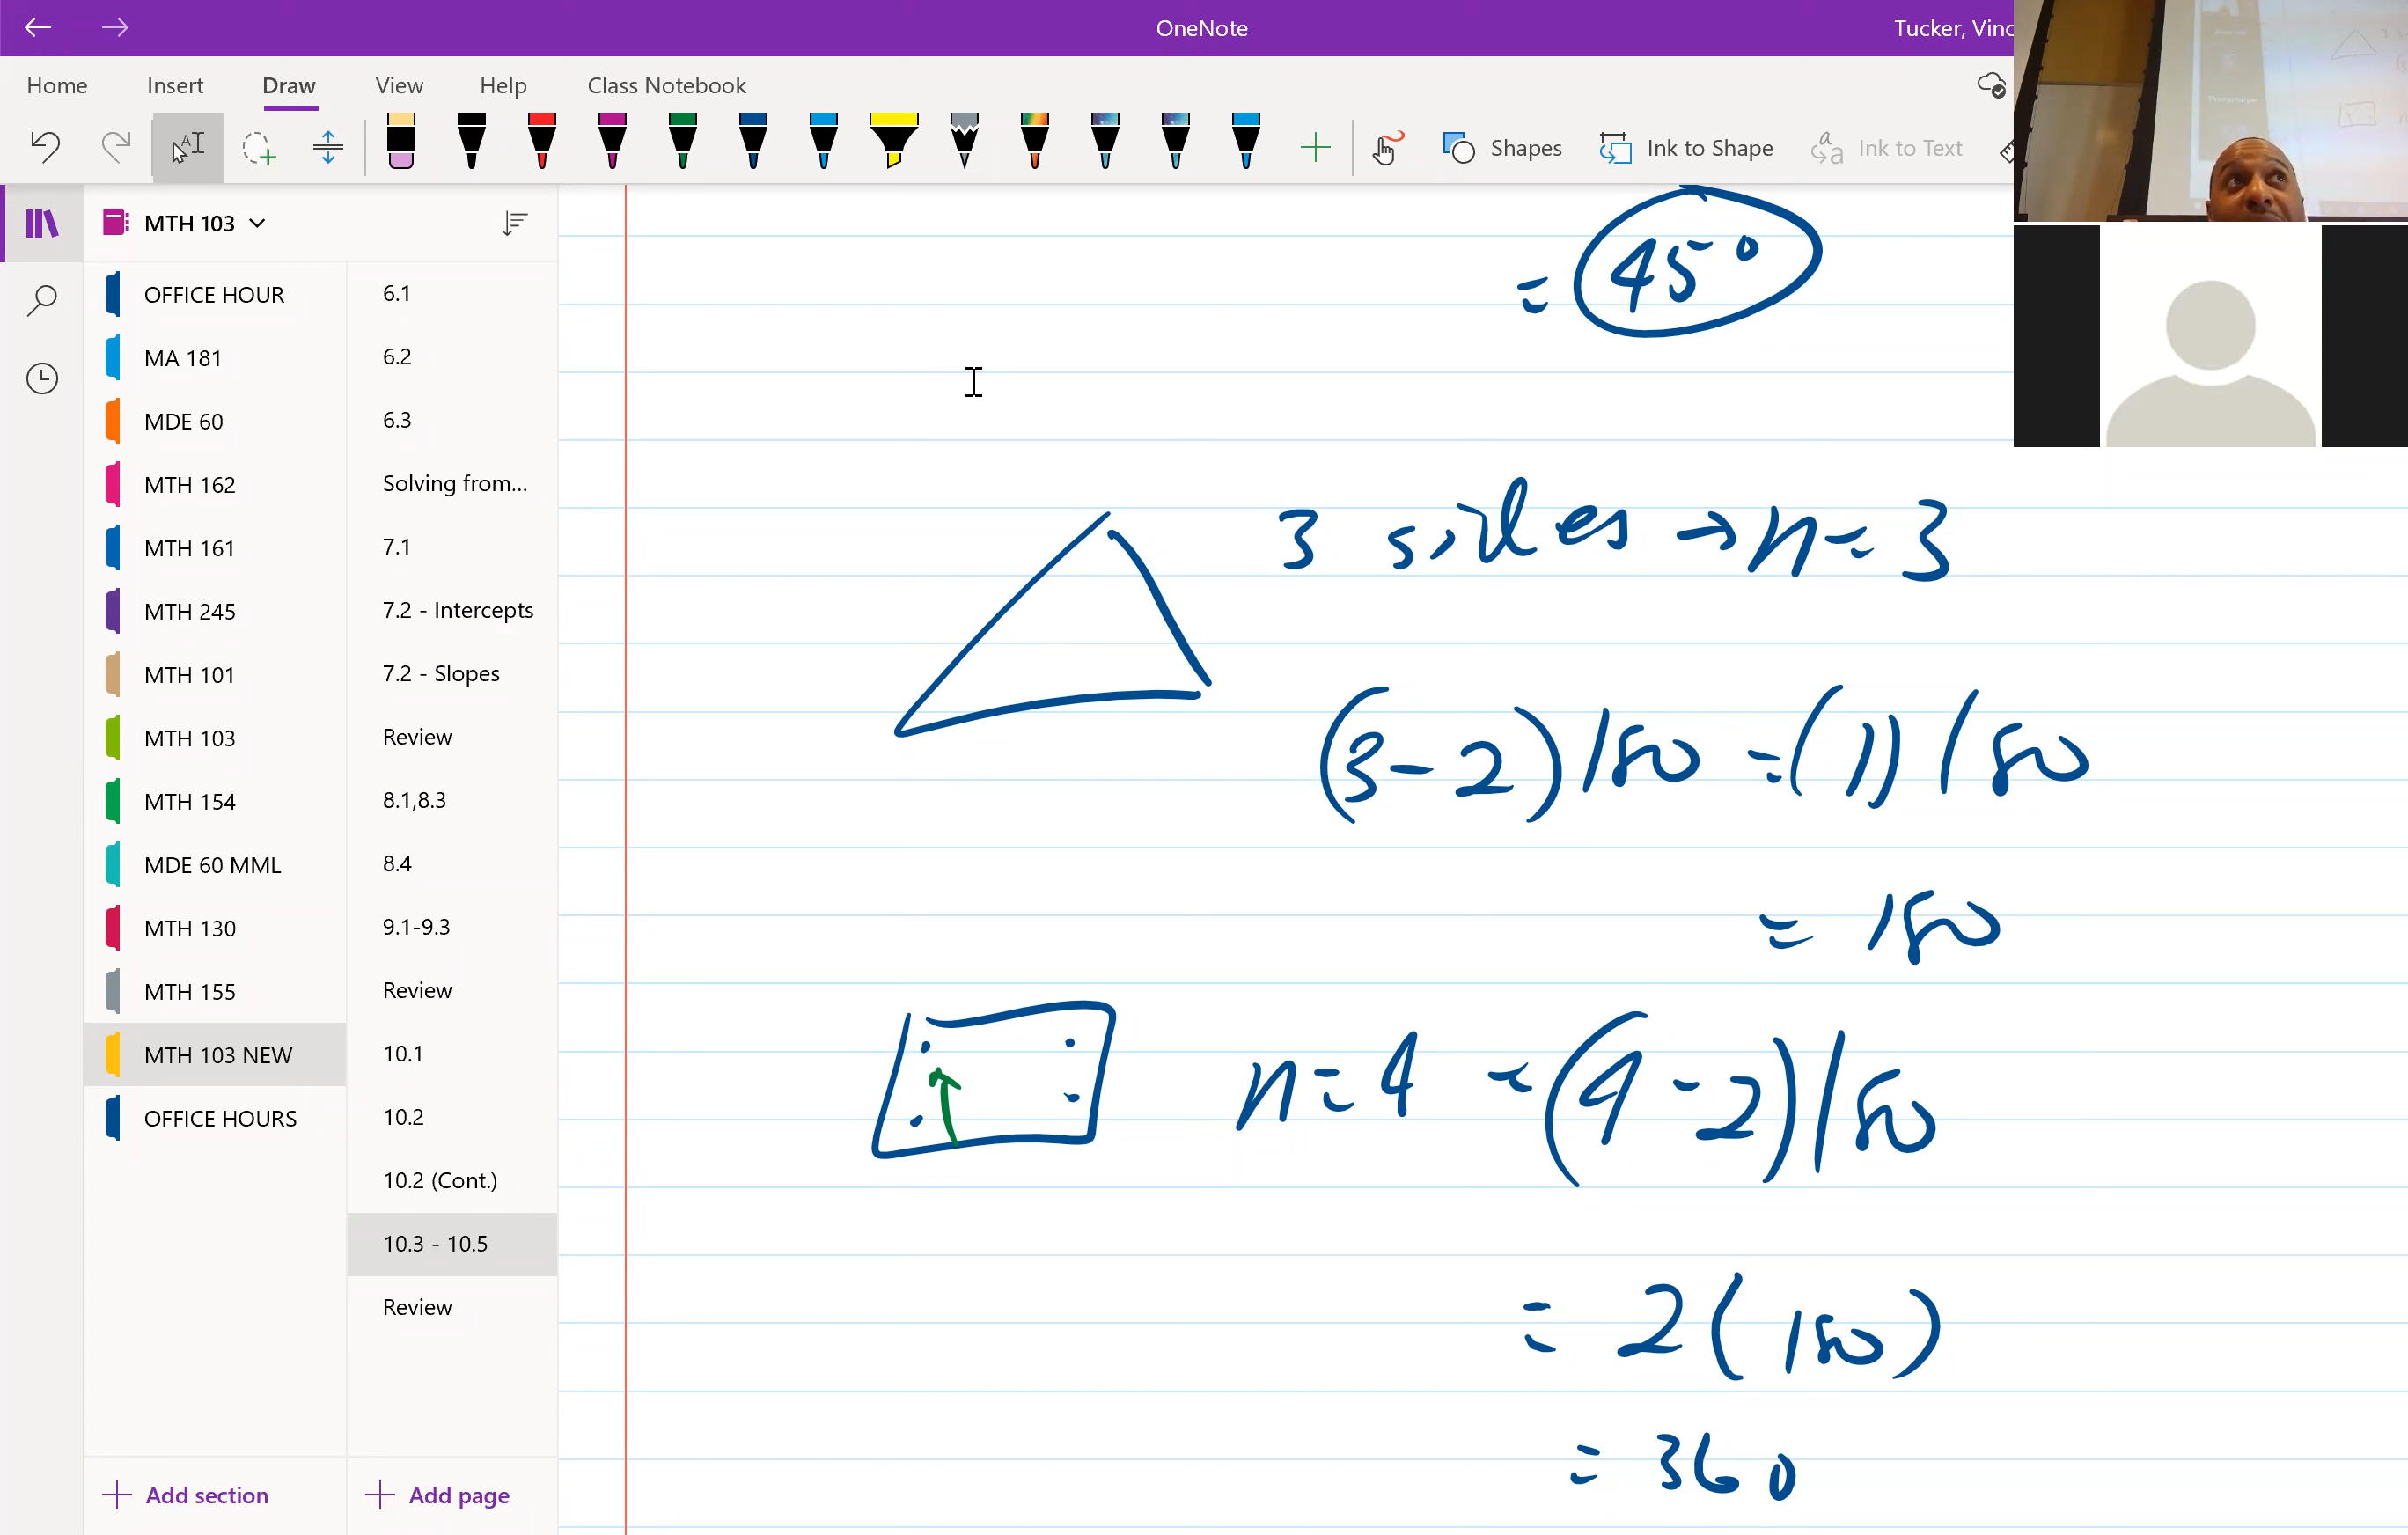 OneNote
Tucker, Vinc
Home Insert Draw View Help Class Notebook
Shapes Ink to Shape Ink to Text
MTH 103
OFFICE HOUR
MA 181
MDE 60
MTH 162
MTH 161
MTH 245
MTH 101
MTH 103
MTH 154
MDE 60 MML
MTH 130
MTH 155
MTH 103 NEW
OFFICE HOURS
Add section
6.1
6.2
6.3
Solving from...
7.1
7.2 - Intercepts
7.2 - Slopes
Review
8.1,8.3
8.4
9.1-9.3
Review
10.1
10.2
10.2 (Cont.)
10.3 - 10.5
Review
Add page
= 45°
3 sides → n = 3
(3 - 2) 180 = (1) 180
= 180
n = 4 = (4 - 2) 180
= 2 (180)
= 360